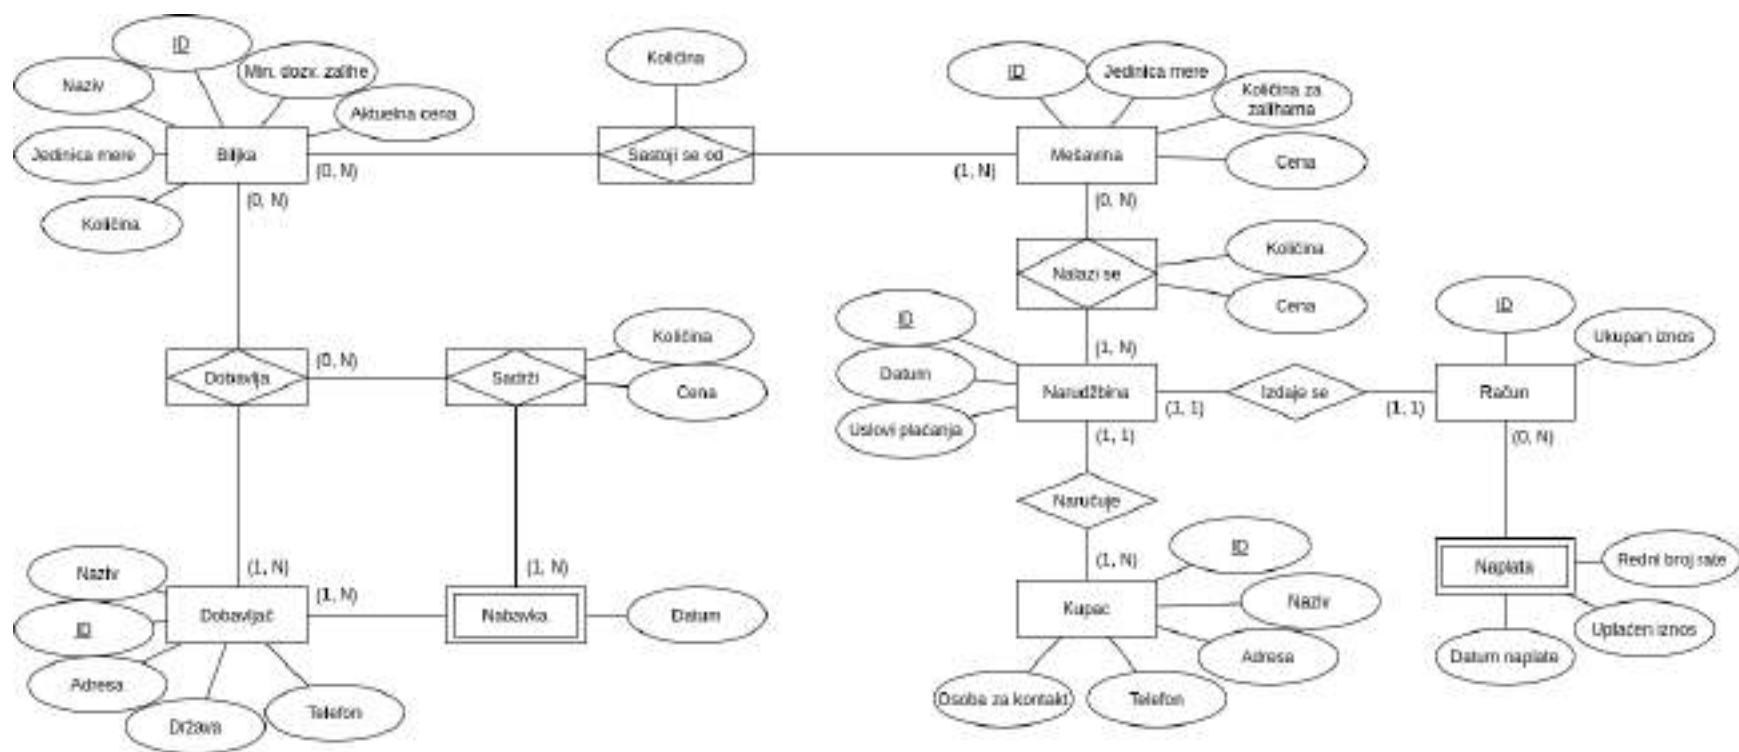 ID
Količina
Min. dozv. zalihe
ID
Jedinica mere
Naziv
Količina za
zalihama
Aktuelna cena
Jedinica mere
Biljka
Sastoji se od
Mešavina
Cena
(0, N)
(1, N)
(0, N)
(0, N)
Količina
Količina
Nalazi se
Cena
ID
ID
Količina
Ukupan iznos
(0, N)
(1, N)
Dobavlja
Sadrži
Datum
Cena
Narudžbina
Izdaje se
Račun
(1, 1)
(1, 1)
Uslovi plaćanja
(1, 1)
(0, N)
Naručuje
ID
(1, N)
(1, N)
(1, N)
Naziv
Naplata
Redni broj rate
(1, N)
Dobavljač
Nabavka
Datum
Kupac
Naziv
ID
Uplaćen iznos
Adresa
Adresa
Datum naplate
Osoba za kontakt
Telefon
Telefon
Država